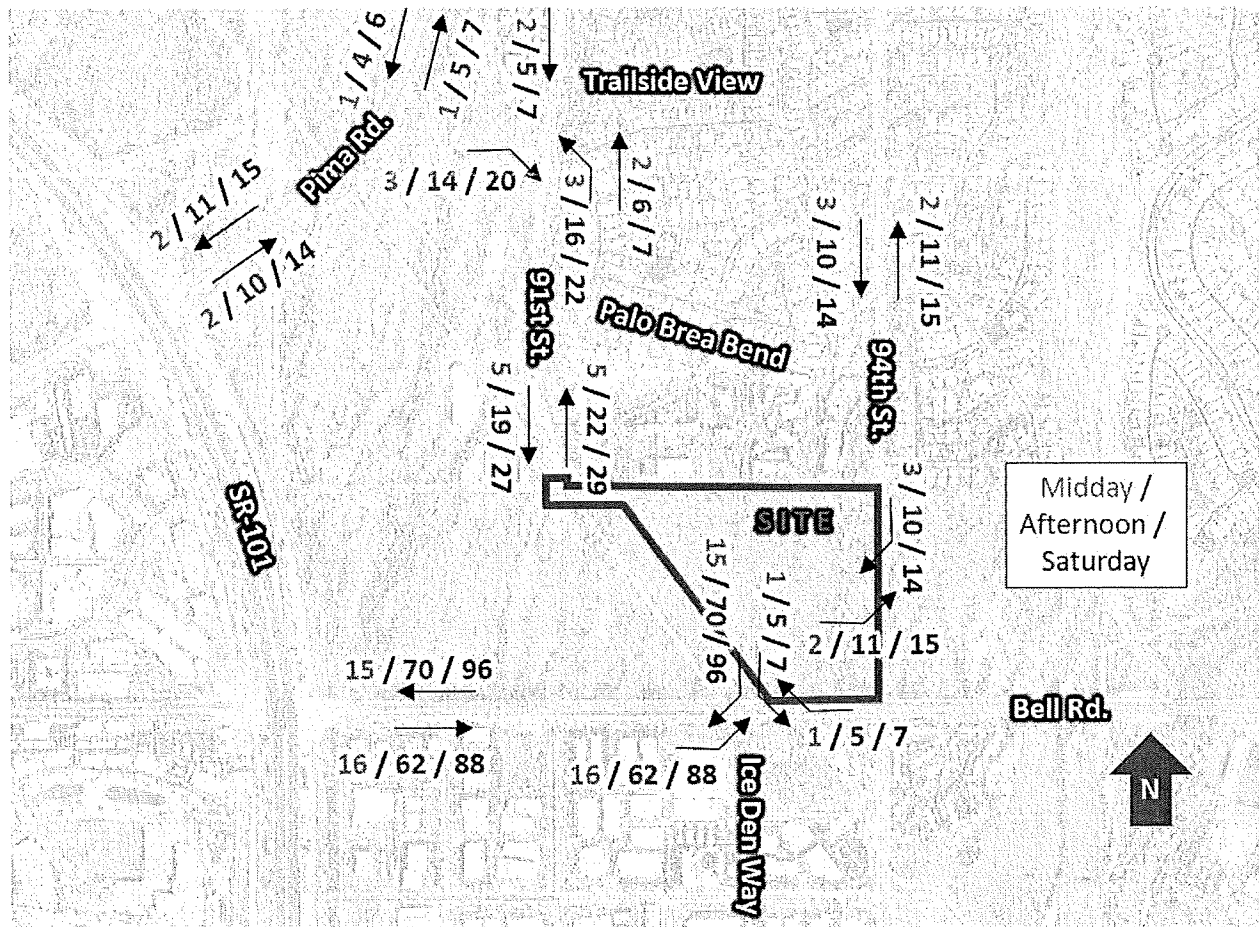 1 / 4 / 6
1 / 5 / 7
2 / 5 / 7
Trailside View
Pima Rd.
3 / 14 / 20
3 / 16 / 22
2 / 6 / 7
2 / 11 / 15
2 / 10 / 14
3 / 10 / 14
2 / 11 / 15
91st St.
Palo Brea Bend
94th St.
5 / 19 / 27
5 / 22 / 29
SR-101
SITE
3 / 10 / 14
Midday /
Afternoon /
Saturday
15 / 70 / 96
1 / 5 / 7
2 / 11 / 15
15 / 70 / 96
16 / 62 / 88
16 / 62 / 88
1 / 5 / 7
Bell Rd.
Ice Den Way
N